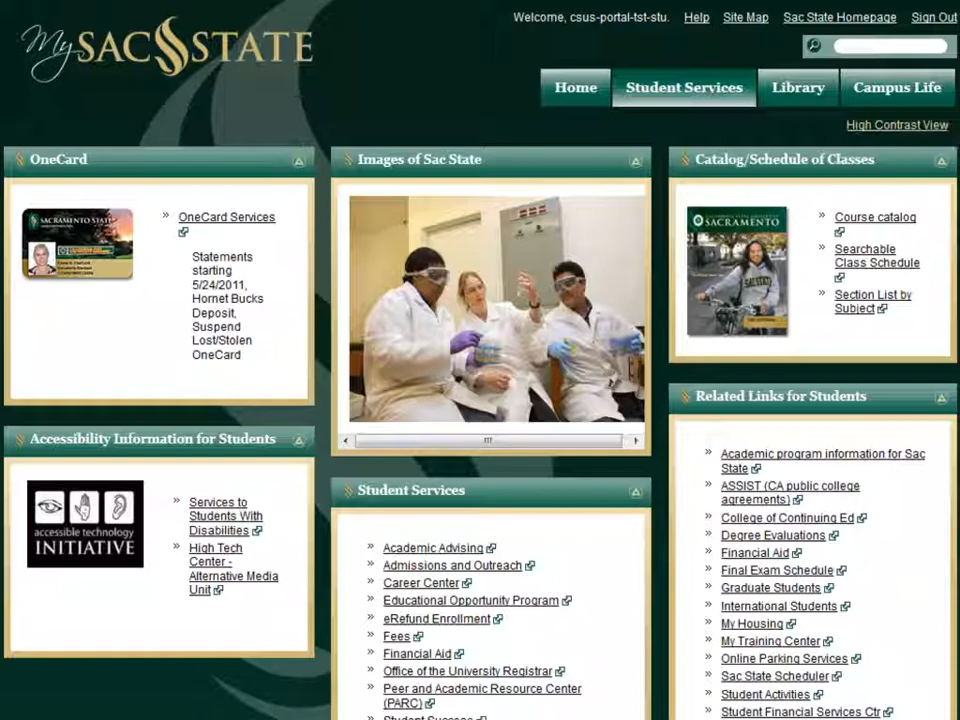 Welcome, csus-portal-tst-stu. Help Site Map Sac State Homepage Sign Out
My SAC STATE
Home Student Services Library Campus Life
High Contrast View
OneCard
SACRAMENTO STATE
OneCard Services
Statements
starting
5/24/2011,
Hornet Bucks
Deposit,
Suspend
Lost/Stolen
OneCard
Accessibility Information for Students
accessible technology
INITIATIVE
Services to
Students With
Disabilities
High Tech
Center -
Alternative Media
Unit
Images of Sac State
Student Services
Academic Advising
Admissions and Outreach
Career Center
Educational Opportunity Program
eRefund Enrollment
Fees
Financial Aid
Office of the University Registrar
Peer and Academic Resource Center
(PARC)
Student Success
Catalog/Schedule of Classes
SACRAMENTO
SAC STATE
Course catalog
Searchable
Class Schedule
Section List by
Subject
Related Links for Students
Academic program information for Sac
State
ASSIST (CA public college
agreements)
College of Continuing Ed
Degree Evaluations
Financial Aid
Final Exam Schedule
Graduate Students
International Students
My Housing
My Training Center
Online Parking Services
Sac State Scheduler
Student Activities
Student Financial Services Ctr